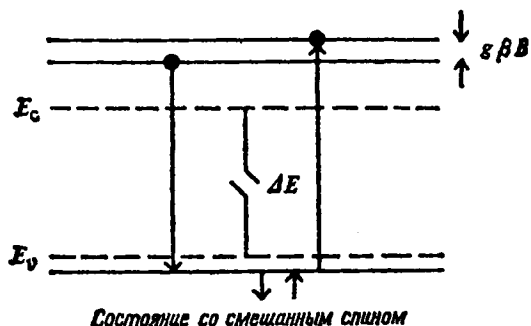 gβB
E_c
ΔE
E_v
Состояние со смешанным спином